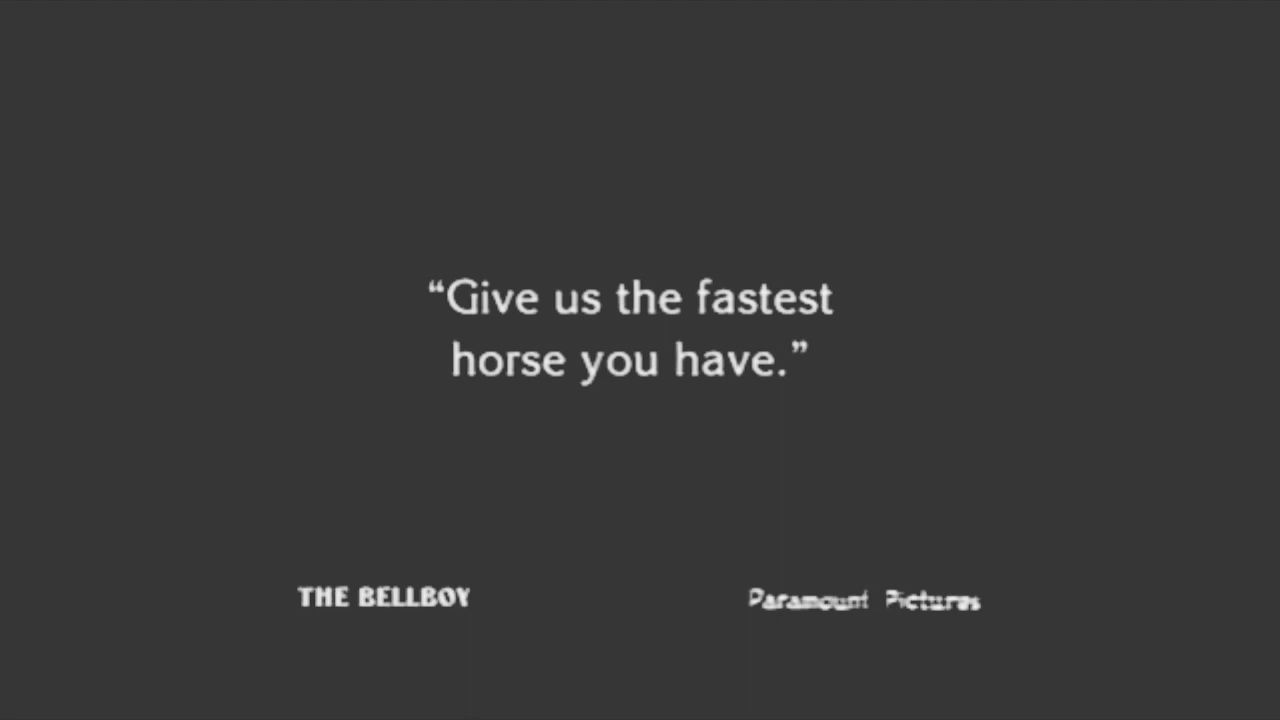 “Give us the fastest
horse you have.”
THE BELLBOY Paramount Pictures